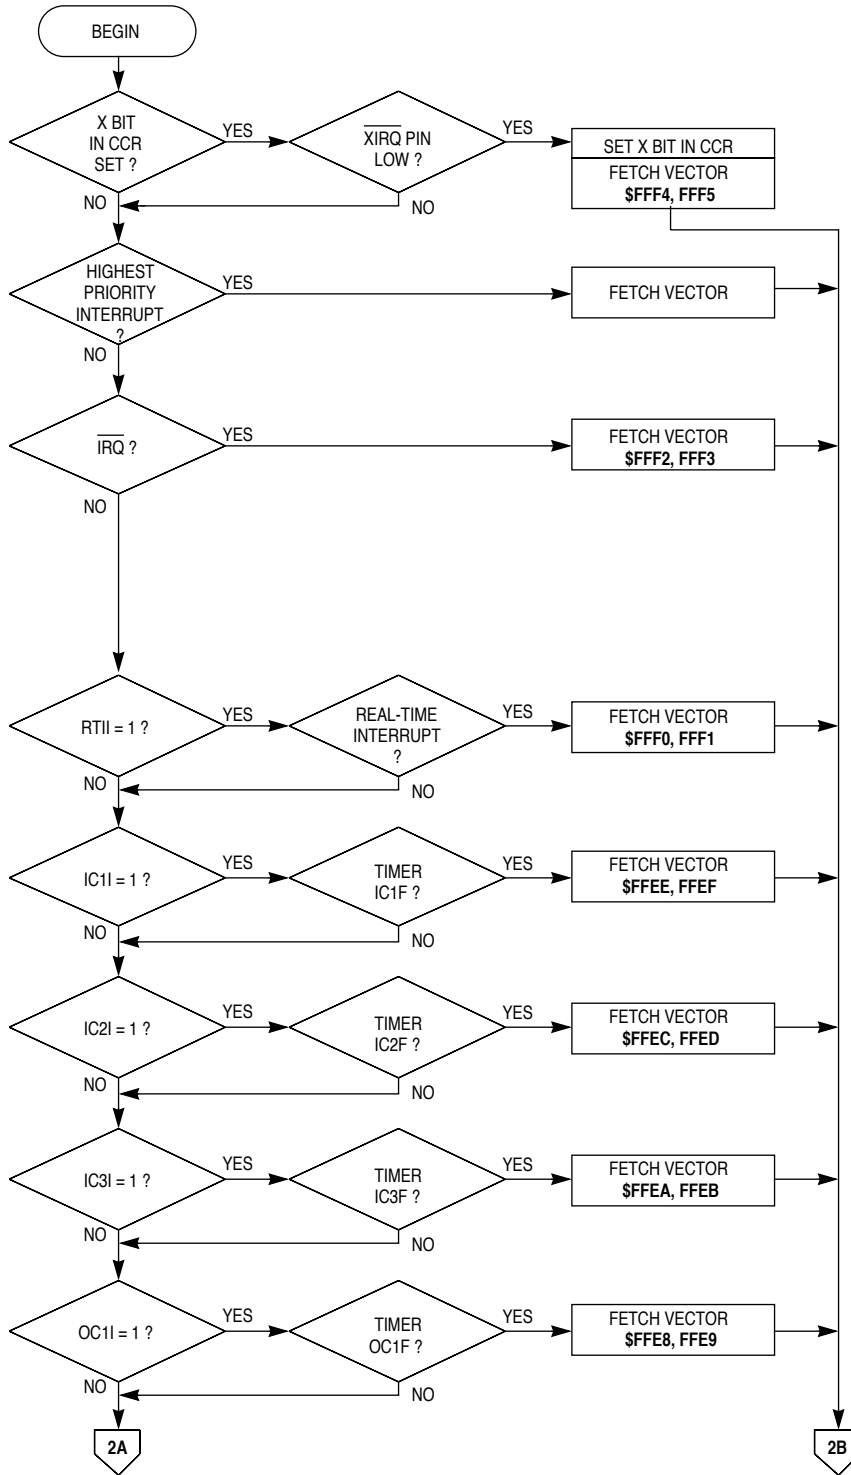 BEGIN
X BIT
IN CCR
SET ?
YES
XIRQ PIN
LOW ?
YES
SET X BIT IN CCR
FETCH VECTOR
$FFF4, FFF5
NO
NO
HIGHEST
PRIORITY
INTERRUPT
?
YES
FETCH VECTOR
NO
IRQ ?
YES
FETCH VECTOR
$FFF2, FFF3
NO
RTII = 1 ?
YES
REAL-TIME
INTERRUPT
?
YES
FETCH VECTOR
$FFF0, FFF1
NO
NO
IC1I = 1 ?
YES
TIMER
IC1F ?
YES
FETCH VECTOR
$FFEE, FFEF
NO
NO
IC2I = 1 ?
YES
TIMER
IC2F ?
YES
FETCH VECTOR
$FFEC, FFED
NO
NO
IC3I = 1 ?
YES
TIMER
IC3F ?
YES
FETCH VECTOR
$FFEA, FFEB
NO
NO
OC1I = 1 ?
YES
TIMER
OC1F ?
YES
FETCH VECTOR
$FFE8, FFE9
NO
NO
2A
2B